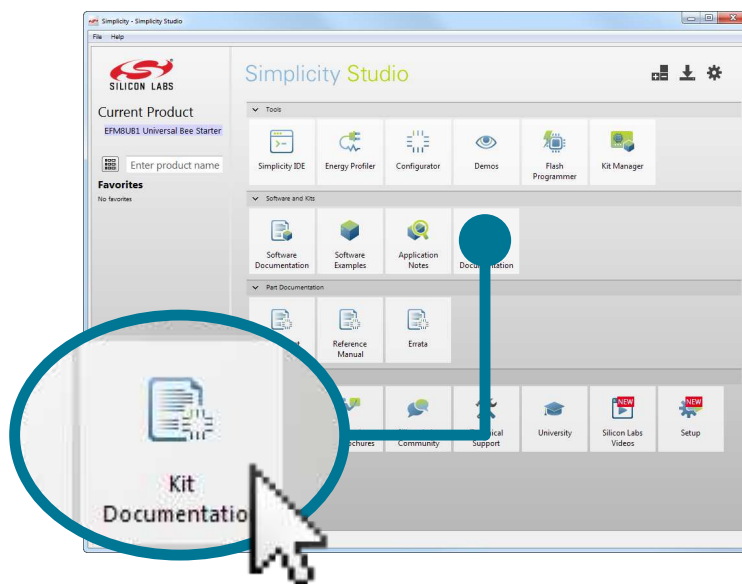 Simplicity - Simplicity Studio
File Help
SILICON LABS
Simplicity Studio
Current Product
EFM8UB1 Universal Bee Starter
Enter product name
Favorites
No favorites
Tools
Simplicity IDE
Energy Profiler
Configurator
Demos
Flash
Programmer
Kit Manager
Software and Kits
Software
Documentation
Software
Examples
Application
Notes
Part Documentation
Reference
Manual
Errata
Community
Support
University
NEW
Silicon Labs
Videos
NEW
Setup
Kit
Documentatio